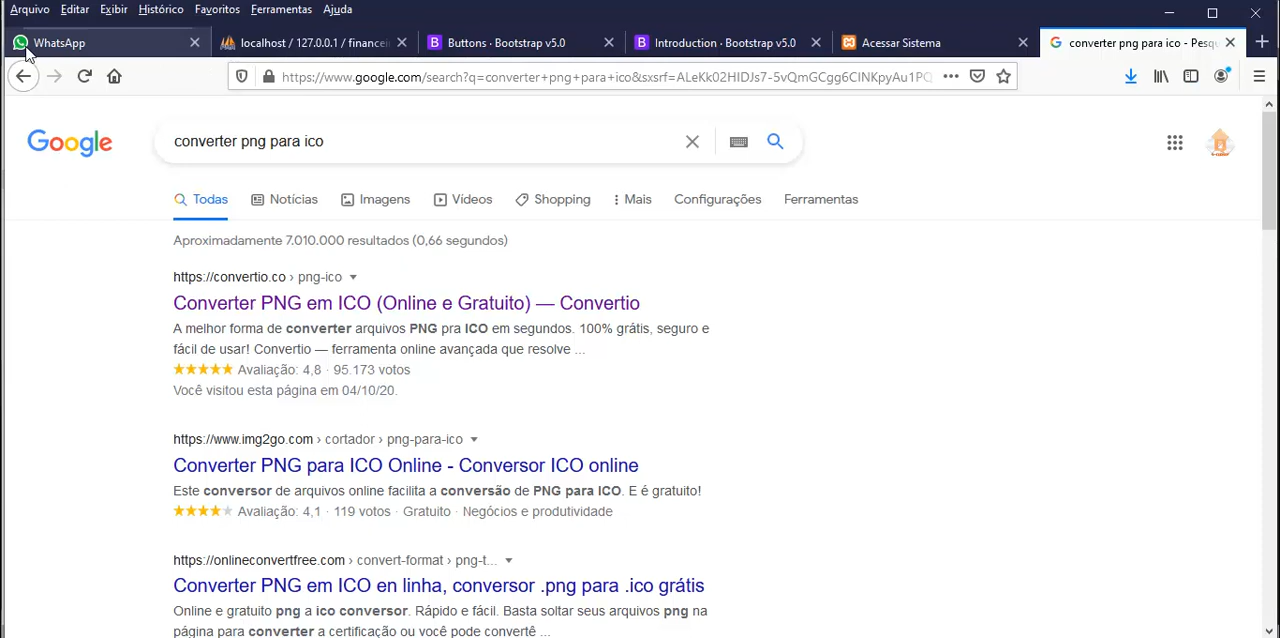 Arquivo Editar Exibir Histórico Favoritos Ferramentas Ajuda
WhatsApp
localhost / 127.0.0.1 / financei
Buttons · Bootstrap v5.0
Introduction · Bootstrap v5.0
Acessar Sistema
converter png para ico - Pesqu
https://www.google.com/search?q=converter+png+para+ico&sxsrf=ALeKk02HIDJs7-5vQmGCgg6CINKpyAu1PQ
Google
converter png para ico
Todas Notícias Imagens Vídeos Shopping Mais Configurações Ferramentas
Aproximadamente 7.010.000 resultados (0,66 segundos)
https://convertio.co › png-ico
Converter PNG em ICO (Online e Gratuito) — Convertio
A melhor forma de converter arquivos PNG pra ICO em segundos. 100% grátis, seguro e
fácil de usar! Convertio — ferramenta online avançada que resolve ...
Avaliação: 4,8 · 95.173 votos
Você visitou esta página em 04/10/20.
https://www.img2go.com › cortador › png-para-ico
Converter PNG para ICO Online - Conversor ICO online
Este conversor de arquivos online facilita a conversão de PNG para ICO. E é gratuito!
Avaliação: 4,1 · 119 votos · Gratuito · Negócios e produtividade
https://onlineconvertfree.com › convert-format › png-t...
Converter PNG em ICO en linha, conversor .png para .ico grátis
Online e gratuito png a ico conversor. Rápido e fácil. Basta soltar seus arquivos png na
página para converter a certificação ou você pode convertê ...